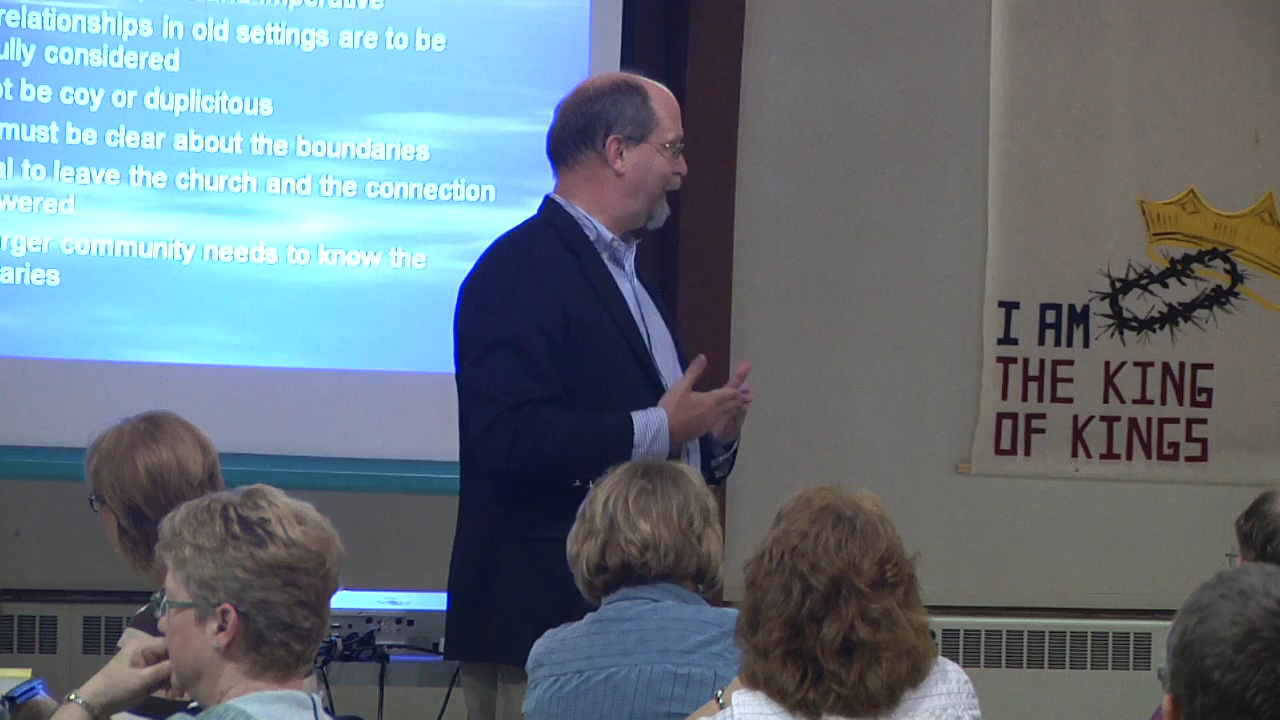 imperative
relationships in old settings are to be
ully considered
ot be coy or duplicitous
must be clear about the boundaries
al to leave the church and the connection
wered
rger community needs to know the
aries
I AM
THE KING
OF KINGS